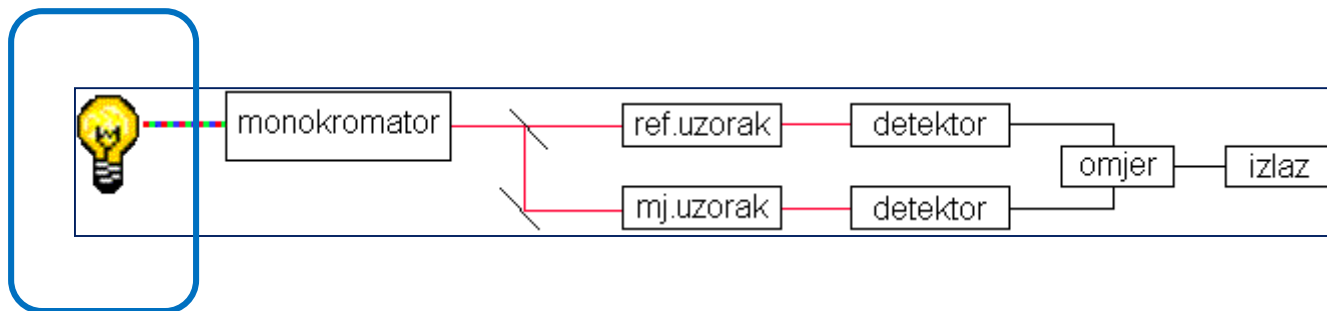 monokromator
ref.uzorak
detektor
omjer
izlaz
mj.uzorak
detektor